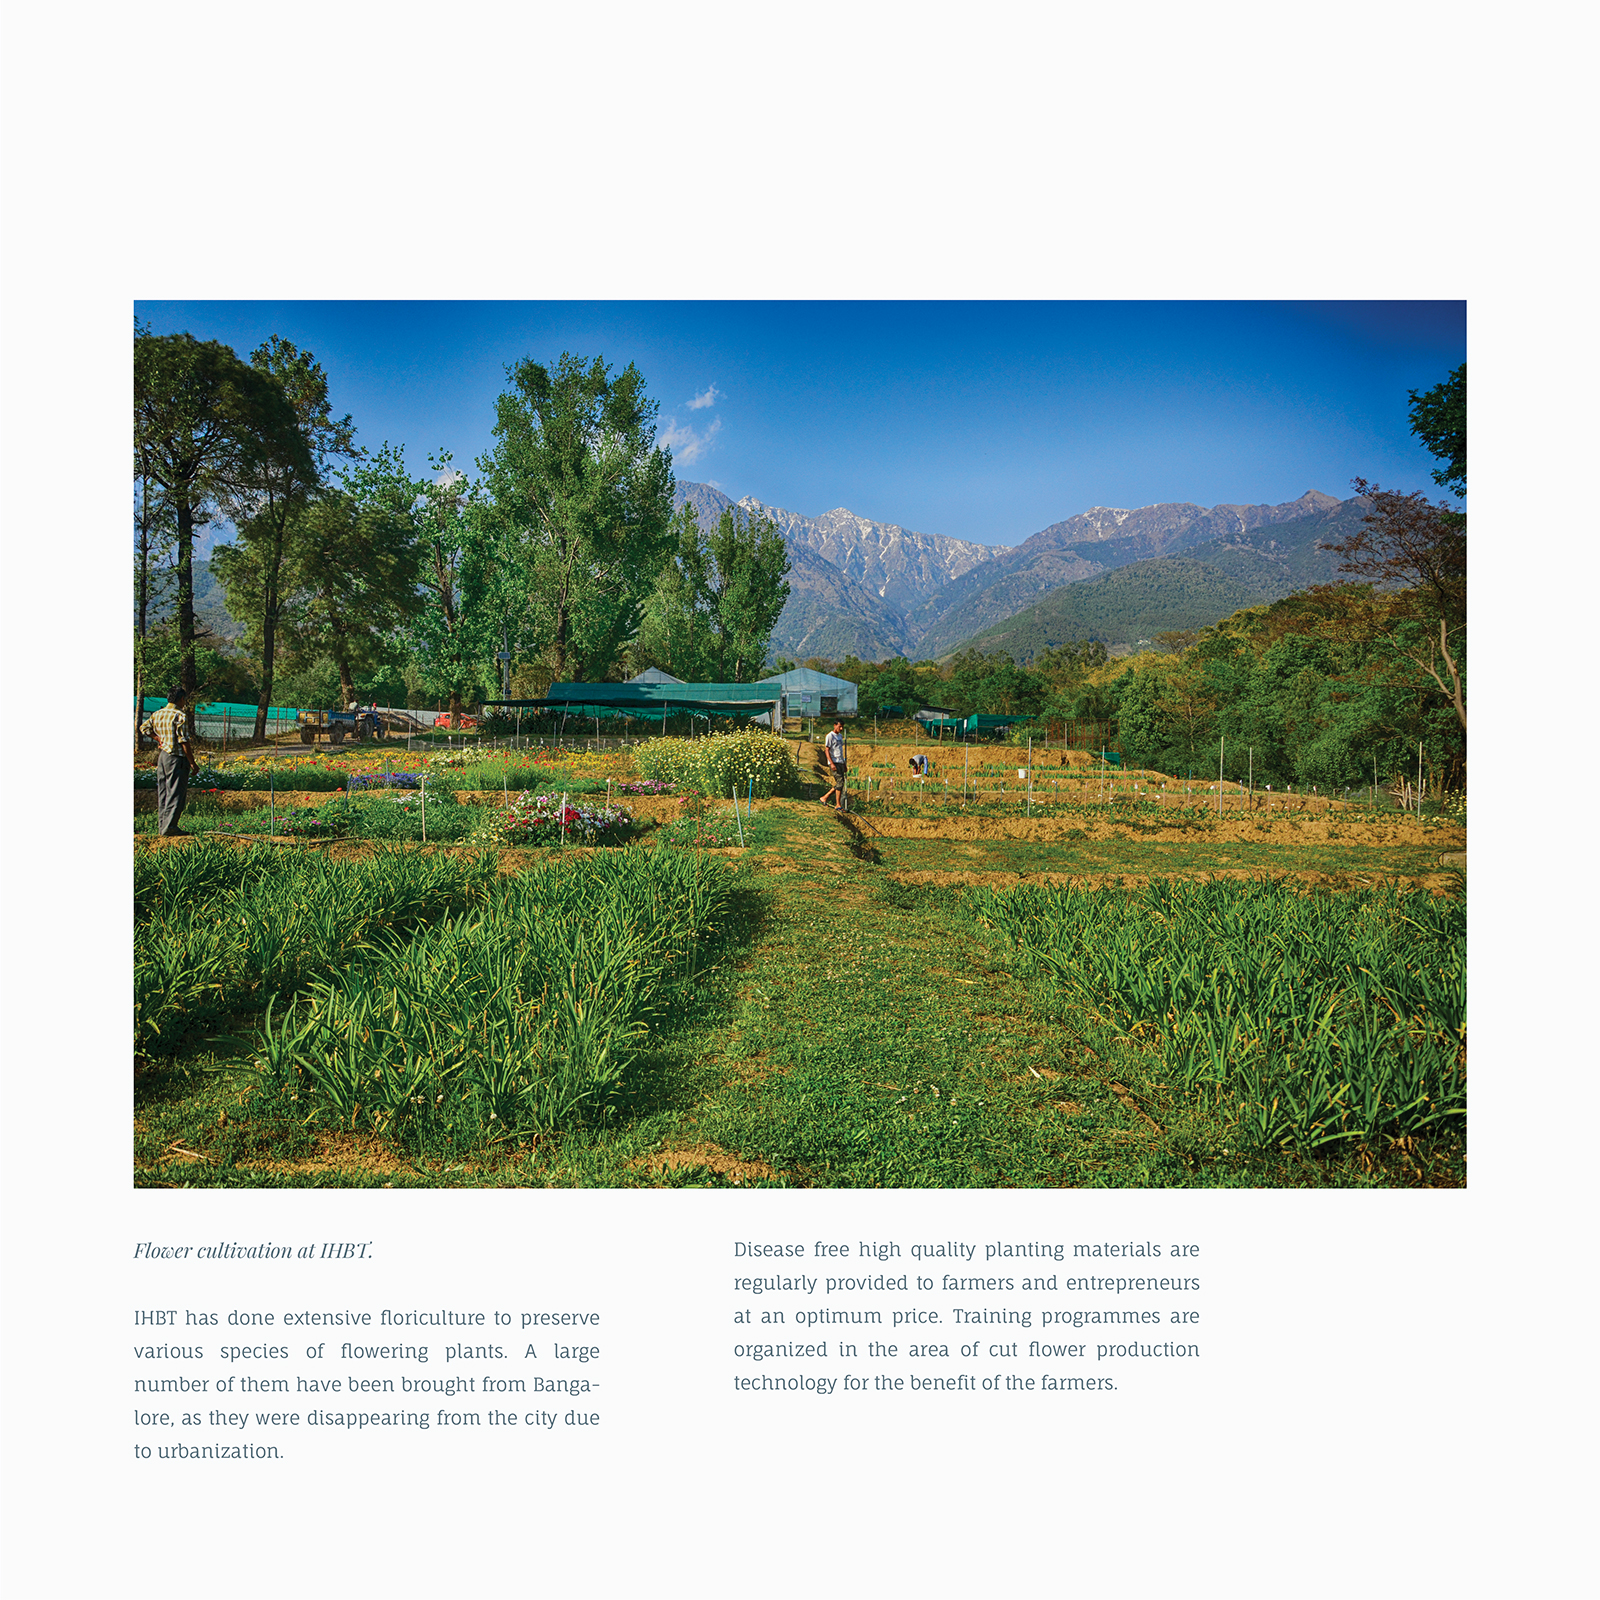 Flower cultivation at IHBT.
IHBT has done extensive floriculture to preserve
various species of flowering plants. A large
number of them have been brought from Banga-
lore, as they were disappearing from the city due
to urbanization.
Disease free high quality planting materials are
regularly provided to farmers and entrepreneurs
at an optimum price. Training programmes are
organized in the area of cut flower production
technology for the benefit of the farmers.